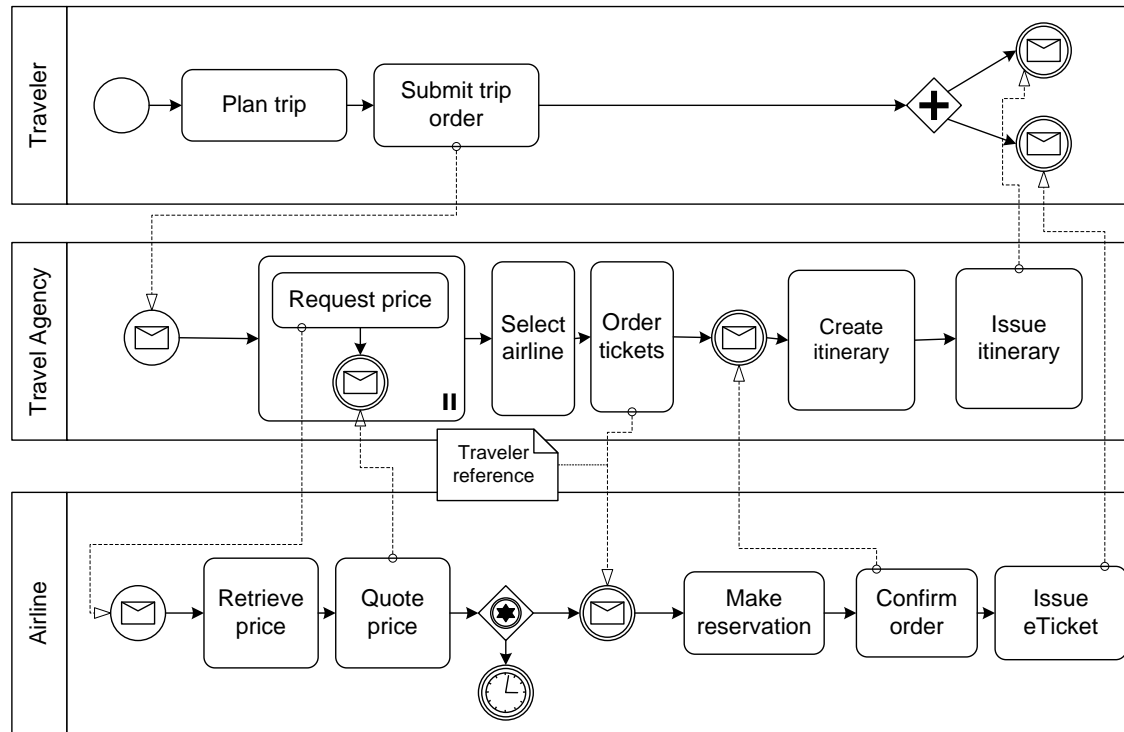 Traveler
Plan trip
Submit trip
order
Travel Agency
Request price
Select
airline
Order
tickets
Create
itinerary
Issue
itinerary
Traveler
reference
Airline
Retrieve
price
Quote
price
Make
reservation
Confirm
order
Issue
eTicket